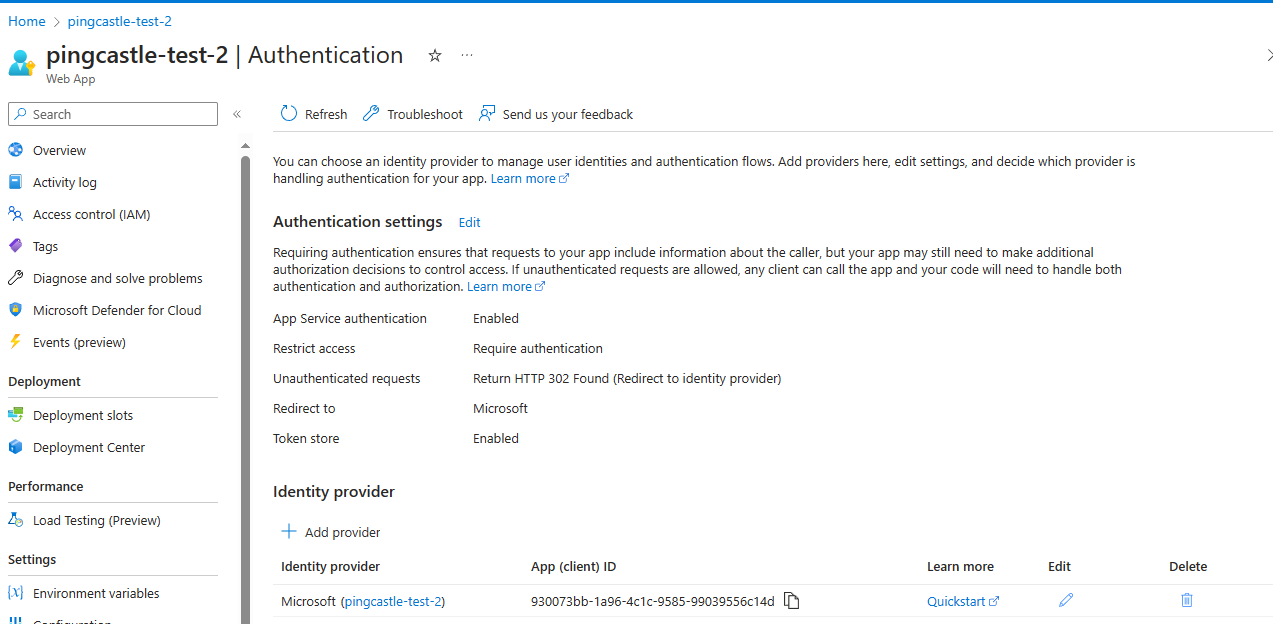 Home > pingcastle-test-2
pingcastle-test-2 | Authentication
Web App
Search
Overview
Activity log
Access control (IAM)
Tags
Diagnose and solve problems
Microsoft Defender for Cloud
Events (preview)
Deployment
Deployment slots
Deployment Center
Performance
Load Testing (Preview)
Settings
Environment variables
Configuration
Refresh Troubleshoot Send us your feedback
You can choose an identity provider to manage user identities and authentication flows. Add providers here, edit settings, and decide which provider is
handling authentication for your app. Learn more
Authentication settings Edit
Requiring authentication ensures that requests to your app include information about the caller, but your app may still need to make additional
authorization decisions to control access. If unauthenticated requests are allowed, any client can call the app and your code will need to handle both
authentication and authorization. Learn more
App Service authentication Enabled
Restrict access Require authentication
Unauthenticated requests Return HTTP 302 Found (Redirect to identity provider)
Redirect to Microsoft
Token store Enabled
Identity provider
Add provider
Identity provider App (client) ID Learn more Edit Delete
Microsoft (pingcastle-test-2) 930073bb-1a96-4c1c-9585-99039556c14d Quickstart